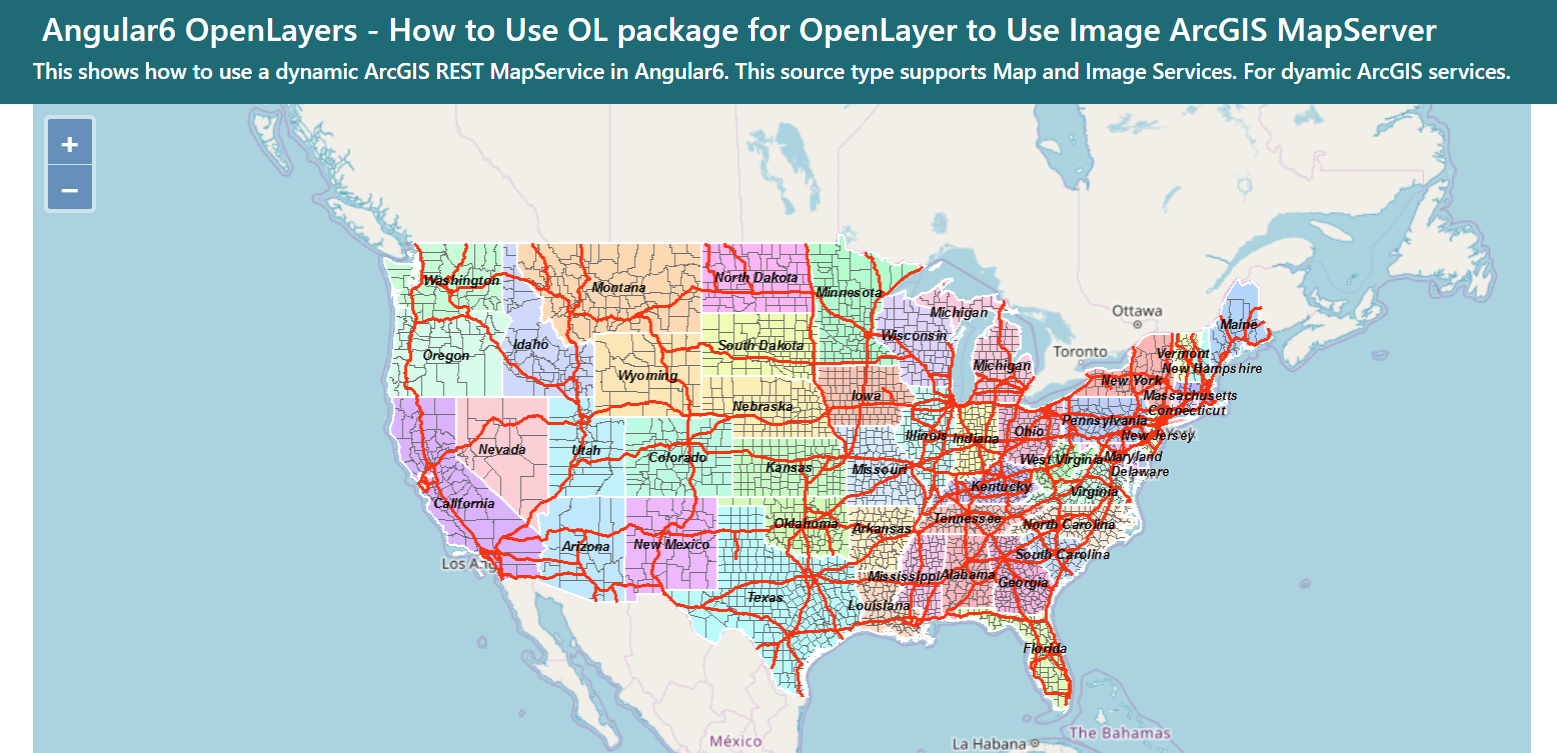 Angular6 OpenLayers - How to Use OL package for OpenLayer to Use Image ArcGIS MapServer
This shows how to use a dynamic ArcGIS REST MapService in Angular6. This source type supports Map and Image Services. For dyamic ArcGIS services.
+
−
Washington
Montana
North Dakota
Minnesota
Michigan
Ottawa
Maine
Wisconsin
Oregon
Idaho
South Dakota
Toronto
Vermont
New Hampshire
Michigan
Wyoming
New York
Iowa
Massachusetts
Nebraska
Connecticut
Pennsylvania
Illinois
Indiana
Ohio
New Jersey
Nevada
Utah
Colorado
West Virginia
Maryland
Kansas
Missouri
Delaware
Kentucky
Virginia
California
Oklahoma
Arkansas
Tennessee
North Carolina
Arizona
New Mexico
South Carolina
Los Ang
Mississippi
Alabama
Georgia
Texas
Louisiana
Florida
The Bahamas
México
La Habana